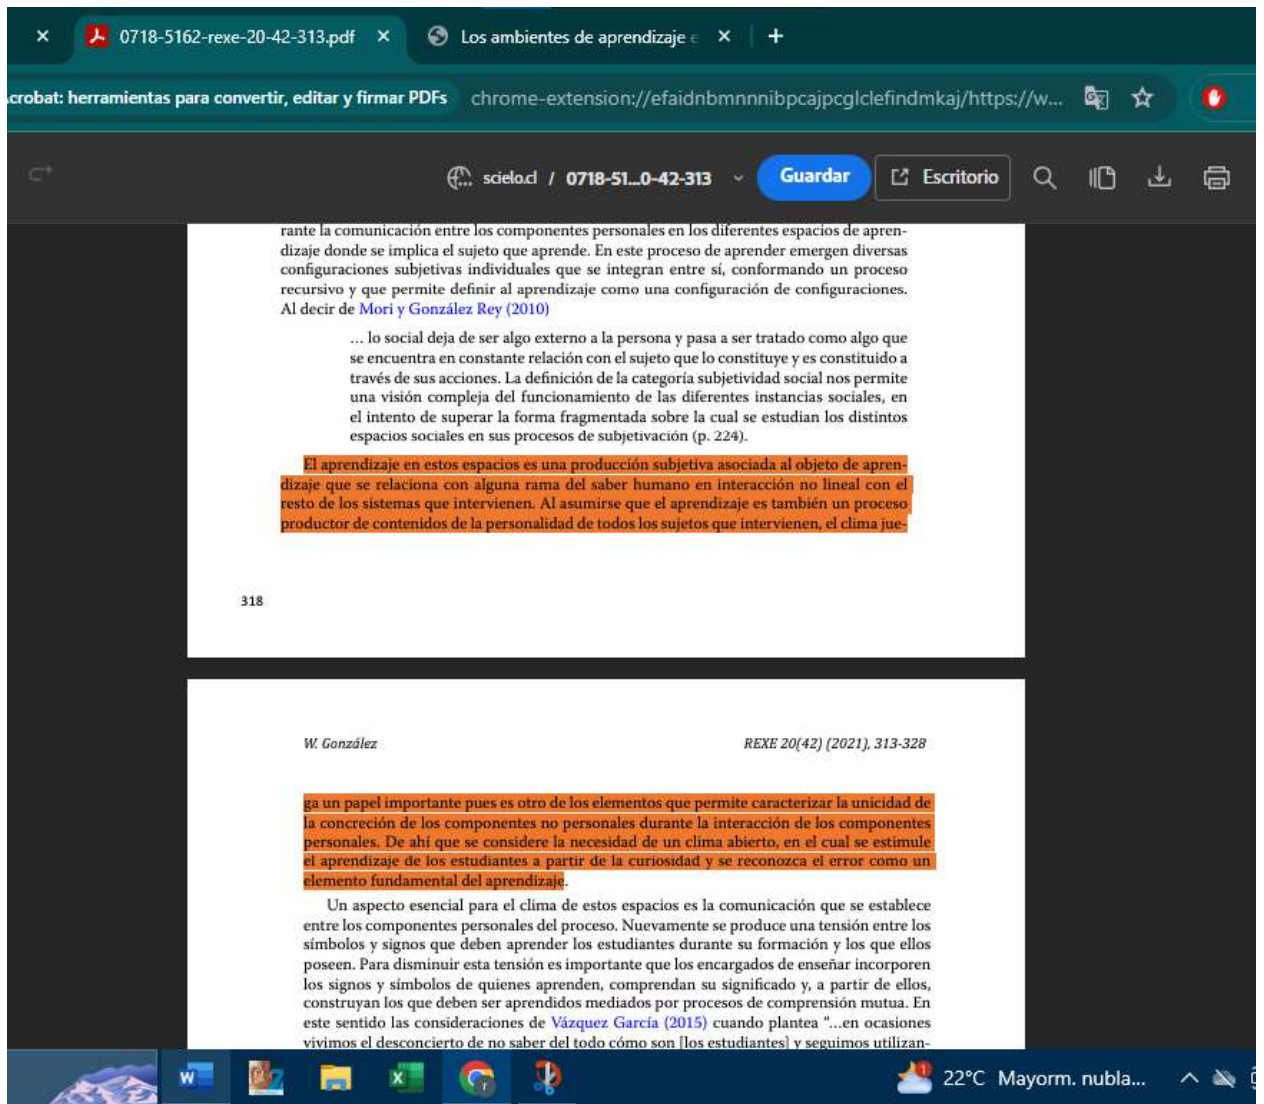 0718-5162-rexe-20-42-313.pdf
Los ambientes de aprendizaje e
crobat: herramientas para convertir, editar y firmar PDFs
chrome-extension://efaidnbmnnnibpcajpcglclefindmkaj/https://w...
scielo.cl / 0718-51...0-42-313
Guardar
Escritorio
rante la comunicación entre los componentes personales en los diferentes espacios de apren-
dizaje donde se implica el sujeto que aprende. En este proceso de aprender emergen diversas
configuraciones subjetivas individuales que se integran entre sí, conformando un proceso
recursivo y que permite definir al aprendizaje como una configuración de configuraciones.
Al decir de Mori y González Rey (2010)
... lo social deja de ser algo externo a la persona y pasa a ser tratado como algo que
se encuentra en constante relación con el sujeto que lo constituye y es constituido a
través de sus acciones. La definición de la categoría subjetividad social nos permite
una visión compleja del funcionamiento de las diferentes instancias sociales, en
el intento de superar la forma fragmentada sobre la cual se estudian los distintos
espacios sociales en sus procesos de subjetivación (p. 224).
El aprendizaje en estos espacios es una producción subjetiva asociada al objeto de apren-
dizaje que se relaciona con alguna rama del saber humano en interacción no lineal con el
resto de los sistemas que intervienen. Al asumirse que el aprendizaje es también un proceso
productor de contenidos de la personalidad de todos los sujetos que intervienen, el clima jue-
318
W. González
REXE 20(42) (2021), 313-328
ga un papel importante pues es otro de los elementos que permite caracterizar la unicidad de
la concreción de los componentes no personales durante la interacción de los componentes
personales. De ahí que se considere la necesidad de un clima abierto, en el cual se estimule
el aprendizaje de los estudiantes a partir de la curiosidad y se reconozca el error como un
elemento fundamental del aprendizaje.
Un aspecto esencial para el clima de estos espacios es la comunicación que se establece
entre los componentes personales del proceso. Nuevamente se produce una tensión entre los
símbolos y signos que deben aprender los estudiantes durante su formación y los que ellos
poseen. Para disminuir esta tensión es importante que los encargados de enseñar incorporen
los signos y símbolos de quienes aprenden, comprendan su significado y, a partir de ellos,
construyan los que deben ser aprendidos mediados por procesos de comprensión mutua. En
este sentido las consideraciones de Vázquez García (2015) cuando plantea "...en ocasiones
vivimos el desconcierto de no saber del todo cómo son [los estudiantes] y seguimos utilizan-
22°C Mayorm. nubla...